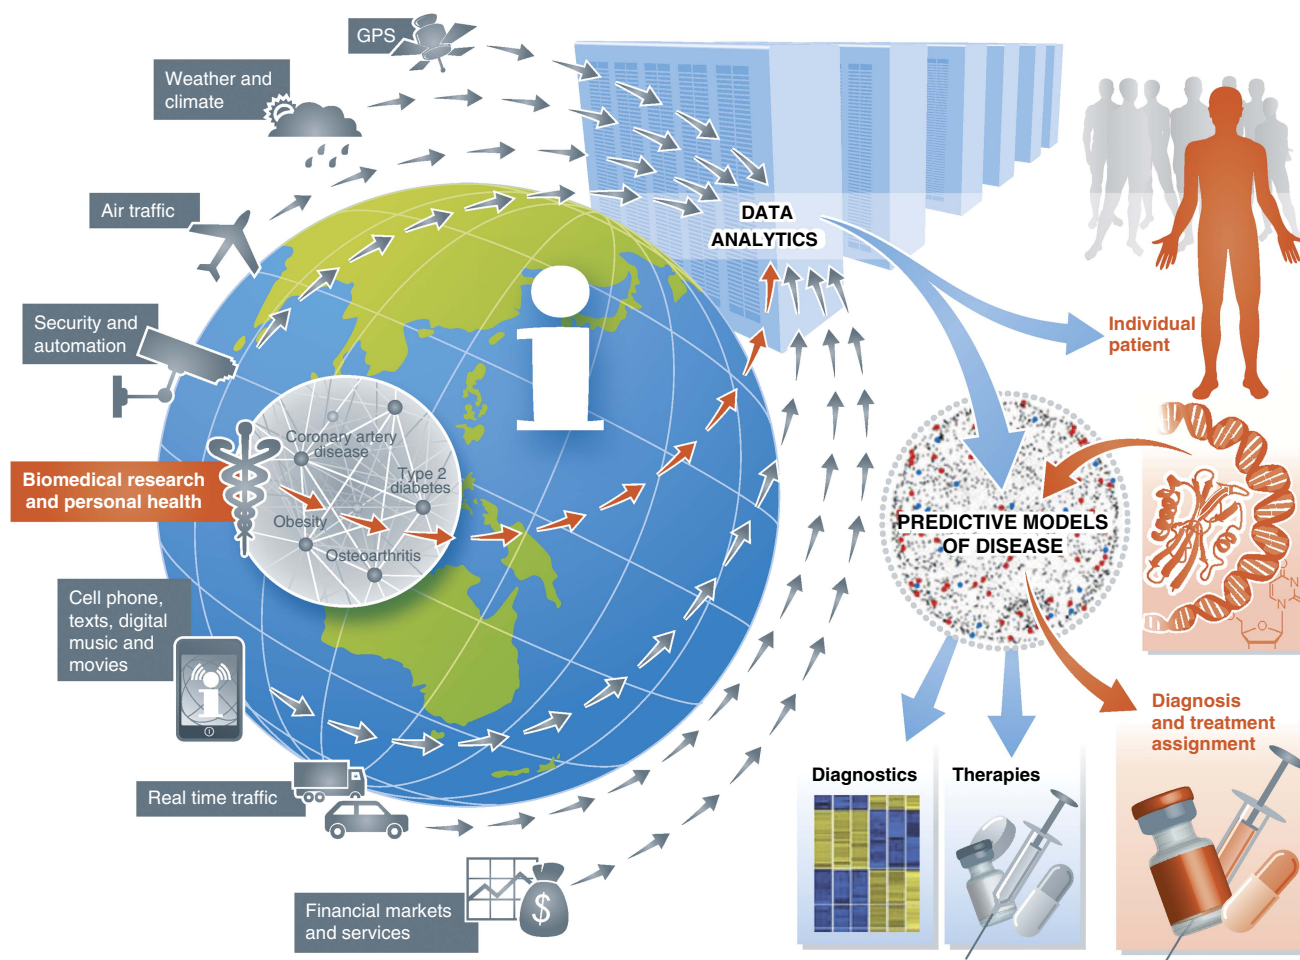 GPS
Weather and
climate
Air traffic
Security and
automation
Biomedical research
and personal health
Cell phone,
texts, digital
music and
movies
Real time traffic
Financial markets
and services
$
i
i
Coronary artery
disease
Type 2
diabetes
Obesity
Osteoarthritis
DATA
ANALYTICS
Individual
patient
PREDICTIVE MODELS
OF DISEASE
Diagnostics
Therapies
Diagnosis
and treatment
assignment
O
N
N
O